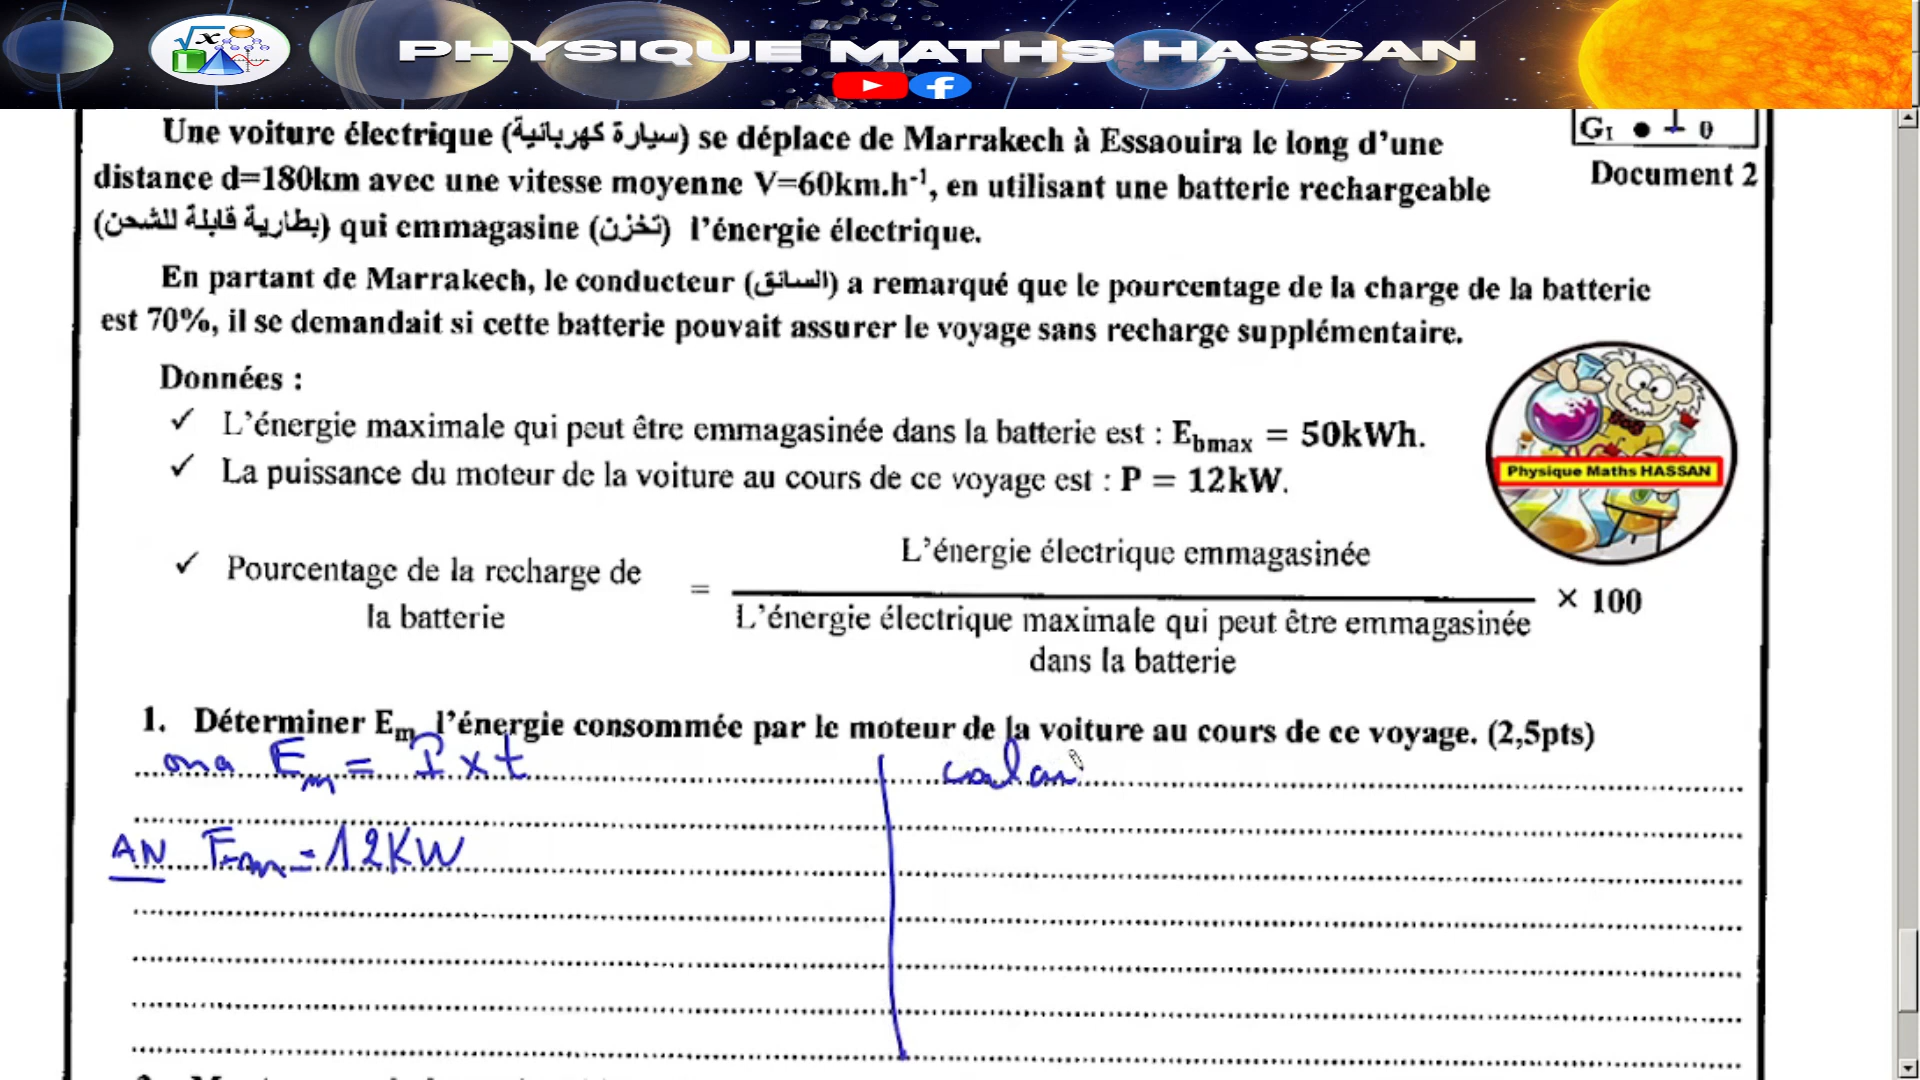 PHYSIQUE MATHS HASSAN
G₁ 0
Document 2
Une voiture électrique (سيارة كهربائية) se déplace de Marrakech à Essaouira le long d'une
distance d=180km avec une vitesse moyenne V=60km.h⁻¹, en utilisant une batterie rechargeable
(بطارية قابلة للشحن) qui emmagasine (تخزن) l'énergie électrique.
En partant de Marrakech, le conducteur (السائق) a remarqué que le pourcentage de la charge de la batterie
est 70%, il se demandait si cette batterie pouvait assurer le voyage sans recharge supplémentaire.
Données :
✓ L'énergie maximale qui peut être emmagasinée dans la batterie est : E_bmax = 50kWh.
✓ La puissance du moteur de la voiture au cours de ce voyage est : P = 12kW.
Physique Maths HASSAN
L'énergie électrique emmagasinée
✓ Pourcentage de la recharge de
la batterie
= × 100
L'énergie électrique maximale qui peut être emmagasinée
dans la batterie
1. Déterminer E_m l'énergie consommée par le moteur de la voiture au cours de ce voyage. (2,5pts)
ona E_m = P x t
calcu
AN E_m = 12KW